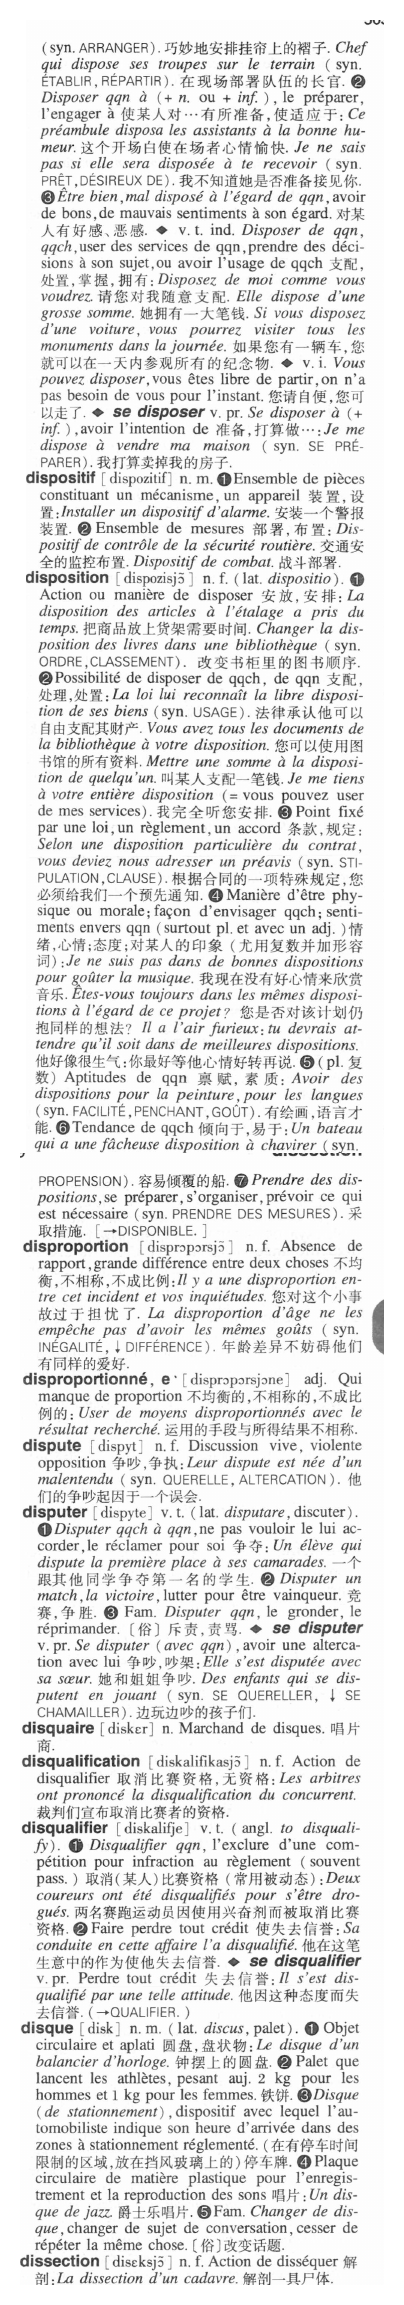 (syn. ARRANGER). 巧妙地安排挂帘上的褶子. Chef
qui dispose ses troupes sur le terrain (syn.
ÉTABLIR, RÉPARTIR). 在现场部署队伍的长官. ❷
Disposer qqn à (+ n. ou + inf.), le préparer,
l'engager à 使某人对…有所准备,使适应于: Ce
préambule disposa les assistants à la bonne hu-
meur. 这个开场白使在场者心情愉快. Je ne sais
pas si elle sera disposée à te recevoir (syn.
PRÊT, DÉSIREUX DE). 我不知道她是否准备接见你.
❸ Être bien, mal disposé à l'égard de qqn, avoir
de bons, de mauvais sentiments à son égard. 对某
人有好感、恶感. ◆ v. t. ind. Disposer de qqn,
qqch, user des services de qqn, prendre des déci-
sions à son sujet, ou avoir l'usage de qqch 支配,
处置,掌握,拥有: Disposez de moi comme vous
voudrez. 请您对我随意支配. Elle dispose d'une
grosse somme. 她拥有一大笔钱. Si vous disposez
d'une voiture, vous pourrez visiter tous les
monuments dans la journée. 如果您有一辆车,您
就可以在一天内参观所有的纪念物. ◆ v. i. Vous
pouvez disposer, vous êtes libre de partir, on n'a
pas besoin de vous pour l'instant. 您请自便,您可
以走了. ◆ se disposer v. pr. Se disposer à (+
inf.), avoir l'intention de 准备,打算做…: Je me
dispose à vendre ma maison (syn. SE PRÉ-
PARER). 我打算卖掉我的房子.
dispositif [dispozitif] n. m. ❶ Ensemble de pièces
constituant un mécanisme, un appareil 装置,设
置: Installer un dispositif d'alarme. 安装一个警报
装置. ❷ Ensemble de mesures 部署,布置: Dis-
positif de contrôle de la sécurité routière. 交通安
全的监控布置. Dispositif de combat. 战斗部署.
disposition [dispozisjɔ̃] n. f. (lat. dispositio). ❶
Action ou manière de disposer 安放,安排: La
disposition des articles à l'étalage a pris du
temps. 把商品放上货架需要时间. Changer la dis-
position des livres dans une bibliothèque (syn.
ORDRE, CLASSEMENT). 改变书柜里的图书顺序.
❷ Possibilité de disposer de qqch, de qqn 支配,
处理,处置: La loi lui reconnaît la libre disposi-
tion de ses biens (syn. USAGE). 法律承认他可以
自由支配其财产. Vous avez tous les documents de
la bibliothèque à votre disposition. 您可以使用图
书馆的所有资料. Mettre une somme à la disposi-
tion de quelqu'un. 叫某人支配一笔钱. Je me tiens
à votre entière disposition (= vous pouvez user
de mes services). 我完全听您安排. ❸ Point fixé
par une loi, un règlement, un accord 条款,规定:
Selon une disposition particulière du contrat,
vous deviez nous adresser un préavis (syn. STI-
PULATION, CLAUSE). 根据合同的一项特殊规定,您
必须给我们一个预先通知. ❹ Manière d'être phy-
sique ou morale; façon d'envisager qqch; senti-
ments envers qqn (surtout pl. et avec un adj.) 情
绪,心情;态度;对某人的印象 (尤用复数并加形容
词): Je ne suis pas dans de bonnes dispositions
pour goûter la musique. 我现在没有好心情来欣赏
音乐. Êtes-vous toujours dans les mêmes disposi-
tions à l'égard de ce projet? 您是否对该计划仍
抱同样的想法? Il a l'air furieux: tu devrais at-
tendre qu'il soit dans de meilleures dispositions.
他好像很生气:你最好等他心情好转再说. ❺ (pl. 复
数) Aptitudes de qqn 禀赋, 素质: Avoir des
dispositions pour la peinture, pour les langues
(syn. FACILITÉ, PENCHANT, GOÛT). 有绘画,语言才
能. ❻ Tendance de qqch 倾向于,易于: Un bateau
qui a une fâcheuse disposition à chavirer (syn.
PROPENSION). 容易倾覆的船. ❼ Prendre des dis-
positions, se préparer, s'organiser, prévoir ce qui
est nécessaire (syn. PRENDRE DES MESURES). 采
取措施. [→DISPONIBLE.]
disproportion [disprɔpɔrsjɔ̃] n. f. Absence de
rapport, grande différence entre deux choses 不均
衡,不相称,不成比例: Il y a une disproportion en-
tre cet incident et vos inquiétudes. 您对这个小事
故过于担忧了. La disproportion d'âge ne les
empêche pas d'avoir les mêmes goûts (syn.
INÉGALITÉ, ↓ DIFFÉRENCE). 年龄差异不妨碍他们
有同样的爱好.
disproportionné, e [disprɔpɔrsjɔne] adj. Qui
manque de proportion 不均衡的,不相称的,不成比
例的: User de moyens disproportionnés avec le
résultat recherché. 运用的手段与所得结果不相称.
dispute [dispyt] n. f. Discussion vive, violente
opposition 争吵,争执: Leur dispute est née d'un
malentendu (syn. QUERELLE, ALTERCATION). 他
们的争吵起因于一个误会.
disputer [dispyte] v. t. (lat. disputare, discuter).
❶ Disputer qqch à qqn, ne pas vouloir le lui ac-
corder, le réclamer pour soi 争夺: Un élève qui
dispute la première place à ses camarades. 一个
跟其他同学争夺第一名的学生. ❷ Disputer un
match, la victoire, lutter pour être vainqueur. 竞
赛,争胜. ❸ Fam. Disputer qqn, le gronder, le
réprimander. 〔俗〕斥责,责骂. ◆ se disputer
v. pr. Se disputer (avec qqn), avoir une alterca-
tion avec lui 争吵,吵架: Elle s'est disputée avec
sa sœur. 她和姐姐争吵. Des enfants qui se dis-
putent en jouant (syn. SE QUERELLER, ↓ SE
CHAMAILLER). 边玩边吵的孩子们.
disquaire [diskɛr] n. Marchand de disques. 唱片
商.
disqualification [diskalifikasjɔ̃] n. f. Action de
disqualifier 取消比赛资格,无资格: Les arbitres
ont prononcé la disqualification du concurrent.
裁判们宣布取消比赛者的资格.
disqualifier [diskalifje] v. t. (angl. to disquali-
fy). ❶ Disqualifier qqn, l'exclure d'une com-
pétition pour infraction au règlement (souvent
pass.) 取消(某人)比赛资格 (常用被动态): Deux
coureurs ont été disqualifiés pour s'être dro-
gués. 两名赛跑运动员因使用兴奋剂而被取消比赛
资格. ❷ Faire perdre tout crédit 使失去信誉: Sa
conduite en cette affaire l'a disqualifié. 他在这笔
生意中的作为使他失去信誉. ◆ se disqualifier
v. pr. Perdre tout crédit 失去信誉: Il s'est dis-
qualifié par une telle attitude. 他因这种态度而失
去信誉. (→QUALIFIER.)
disque [disk] n. m. (lat. discus, palet). ❶ Objet
circulaire et aplati 圆盘,盘状物: Le disque d'un
balancier d'horloge. 钟摆上的圆盘. ❷ Palet que
lancent les athlètes, pesant auj. 2 kg pour les
hommes et 1 kg pour les femmes. 铁饼. ❸ Disque
(de stationnement), dispositif avec lequel l'au-
tomobiliste indique son heure d'arrivée dans des
zones à stationnement réglementé. (在有停车时间
限制的区域,放在挡风玻璃上的)停车牌. ❹ Plaque
circulaire de matière plastique pour l'enregis-
trement et la reproduction des sons 唱片: Un dis-
que de jazz. 爵士乐唱片. ❺ Fam. Changer de dis-
que, changer de sujet de conversation, cesser de
répéter la même chose. 〔俗〕改变话题.
dissection [disɛksjɔ̃] n. f. Action de disséquer 解
剖: La dissection d'un cadavre. 解剖一具尸体.